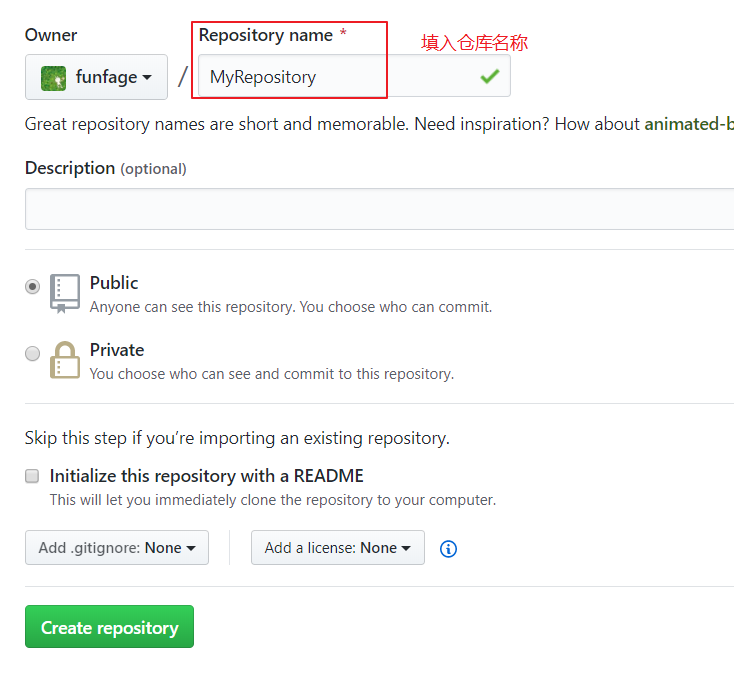 Owner
Repository name *
填入仓库名称
funfage
/
MyRepository
Great repository names are short and memorable. Need inspiration? How about animated-b
Description (optional)
Public
Anyone can see this repository. You choose who can commit.
Private
You choose who can see and commit to this repository.
Skip this step if you’re importing an existing repository.
Initialize this repository with a README
This will let you immediately clone the repository to your computer.
Add .gitignore: None
Add a license: None
Create repository